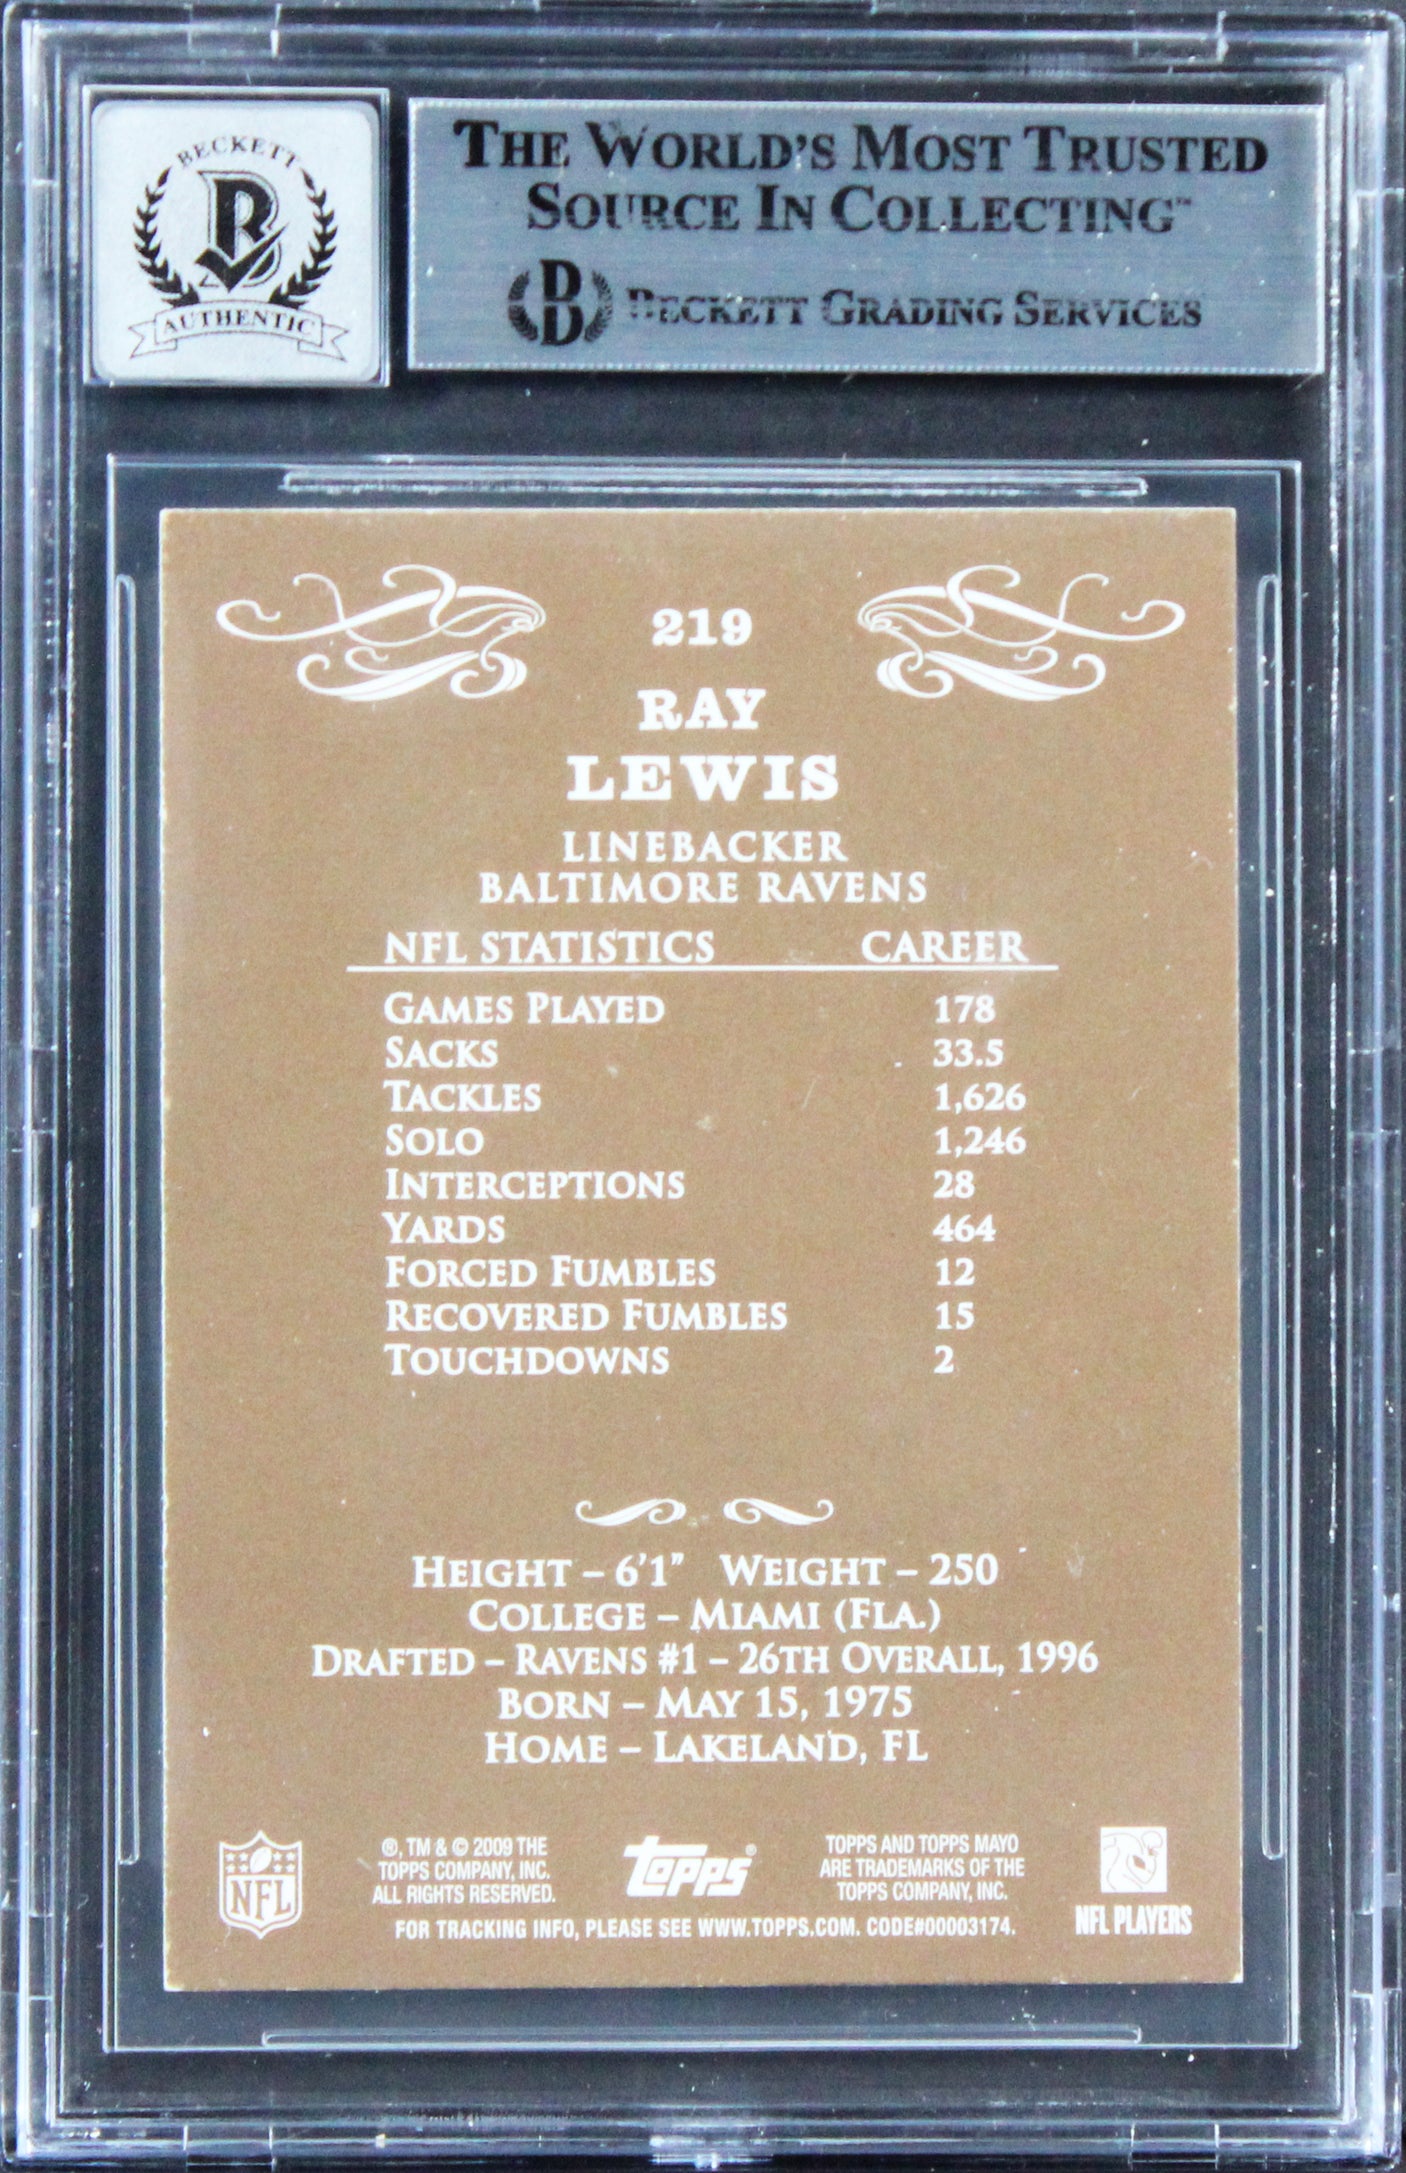 BECKETT
B
AUTHENTIC
THE WORLD'S MOST TRUSTED
SOURCE IN COLLECTING™
B
BECKETT GRADING SERVICES
219
RAY
LEWIS
LINEBACKER
BALTIMORE RAVENS
NFL STATISTICS CAREER
GAMES PLAYED 178
SACKS 33.5
TACKLES 1,626
SOLO 1,246
INTERCEPTIONS 28
YARDS 464
FORCED FUMBLES 12
RECOVERED FUMBLES 15
TOUCHDOWNS 2
HEIGHT – 6'1" WEIGHT – 250
COLLEGE – MIAMI (FLA.)
DRAFTED – RAVENS #1 – 26TH OVERALL, 1996
BORN – MAY 15, 1975
HOME – LAKELAND, FL
NFL
®, TM & © 2009 THE
TOPPS COMPANY, INC.
ALL RIGHTS RESERVED.
Topps®
TOPPS AND TOPPS MAYO
ARE TRADEMARKS OF THE
TOPPS COMPANY, INC.
NFL PLAYERS
FOR TRACKING INFO, PLEASE SEE WWW.TOPPS.COM. CODE#00003174.